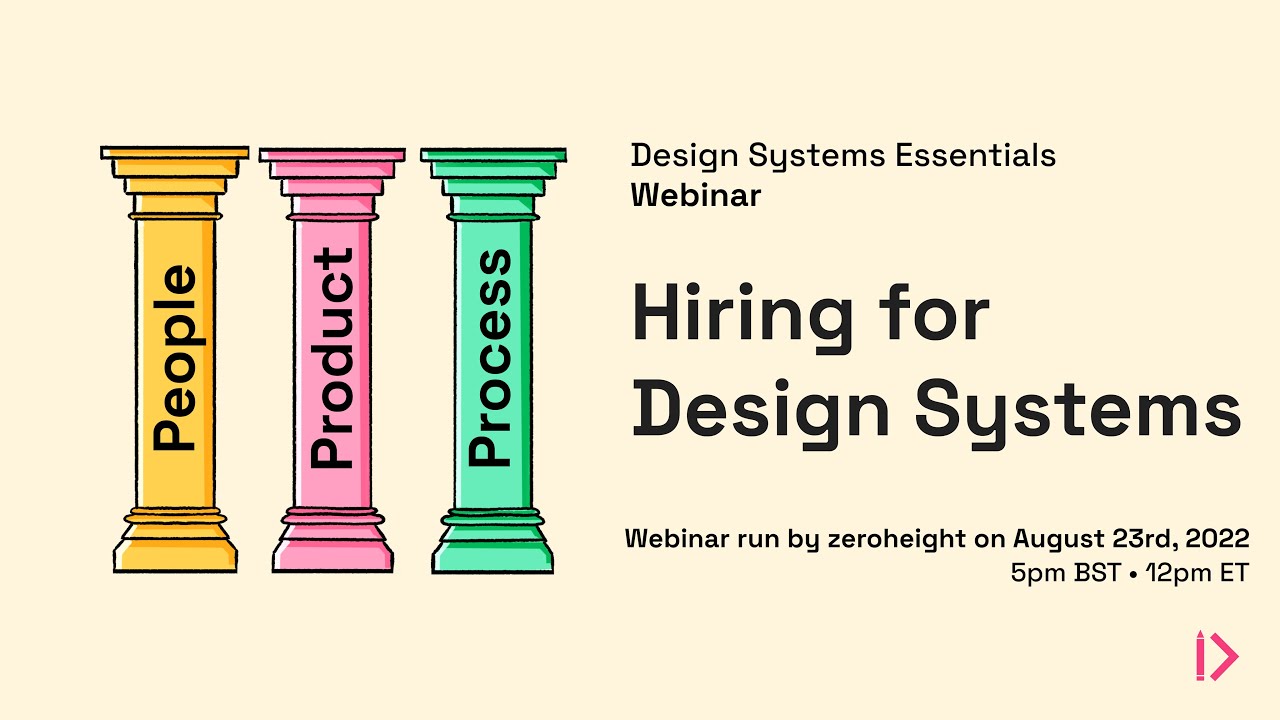 People
Product
Process
Design Systems Essentials
Webinar
Hiring for
Design Systems
Webinar run by zeroheight on August 23rd, 2022
5pm BST • 12pm ET